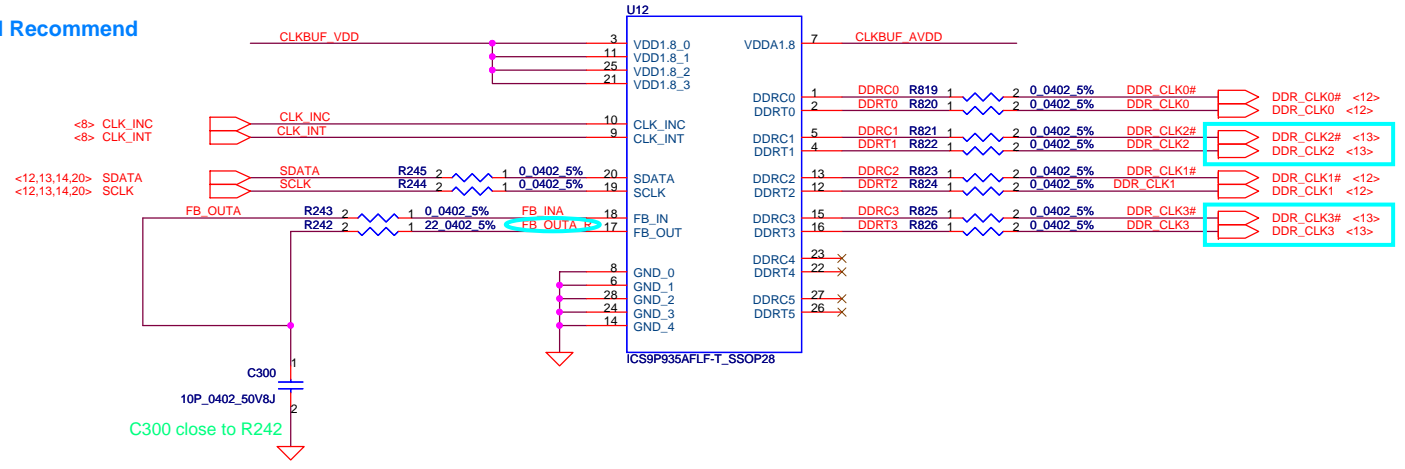 U12
l Recommend
CLKBUF_VDD 3 VDD1.8_0 VDDA1.8 7 CLKBUF_AVDD
11 VDD1.8_1
25 VDD1.8_2
21 VDD1.8_3
DDRC0 1 DDRC0 R819 1 2 0_0402_5% DDR_CLK0# DDR_CLK0# <12>
DDRT0 2 DDRT0 R820 1 2 0_0402_5% DDR_CLK0 DDR_CLK0 <12>
<8> CLK_INC CLK_INC 10 CLK_INC
<8> CLK_INT CLK_INT 9 CLK_INT
DDRC1 5 DDRC1 R821 1 2 0_0402_5% DDR_CLK2# DDR_CLK2# <13>
DDRT1 4 DDRT1 R822 1 2 0_0402_5% DDR_CLK2 DDR_CLK2 <13>
<12,13,14,20> SDATA SDATA R245 2 1 0_0402_5% 20 SDATA DDRC2 13 DDRC2 R823 1 2 0_0402_5% DDR_CLK1# DDR_CLK1# <12>
<12,13,14,20> SCLK SCLK R244 2 1 0_0402_5% 19 SCLK DDRT2 12 DDRT2 R824 1 2 0_0402_5% DDR_CLK1 DDR_CLK1 <12>
FB_OUTA R243 2 1 0_0402_5% FB_INA 18 FB_IN DDRC3 15 DDRC3 R825 1 2 0_0402_5% DDR_CLK3# DDR_CLK3# <13>
R242 2 1 22_0402_5% FB_OUTA_R 17 FB_OUT DDRT3 16 DDRT3 R826 1 2 0_0402_5% DDR_CLK3 DDR_CLK3 <13>
DDRC4 23
8 GND_0 DDRT4 22
6 GND_1
28 GND_2 DDRC5 27
24 GND_3 DDRT5 26
14 GND_4
ICS9P935AFLF-T_SSOP28
1
C300
10P_0402_50V8J
2
C300 close to R242